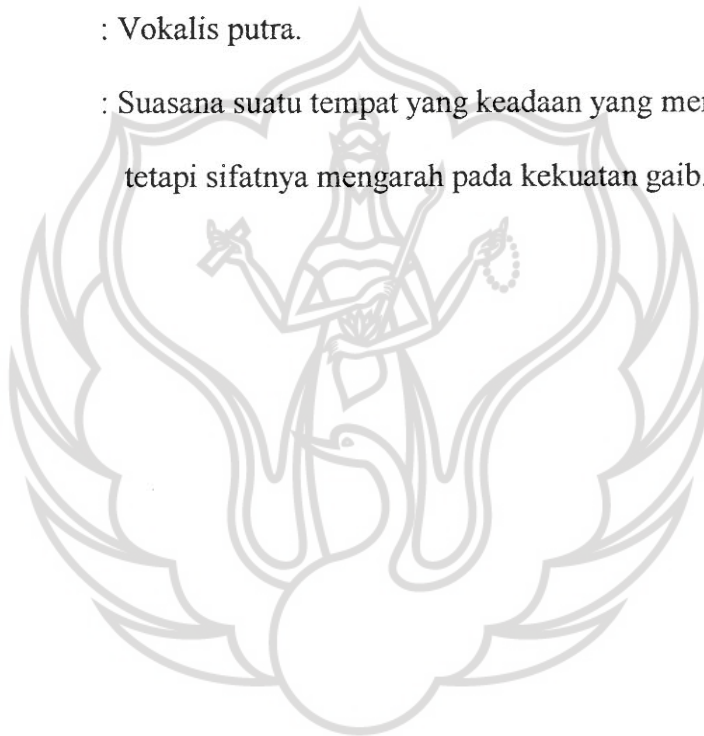 : Vokalis putra.
: Suasana suatu tempat yang keadaan yang
tetapi sifatnya mengarah pada kekuatan gaib.